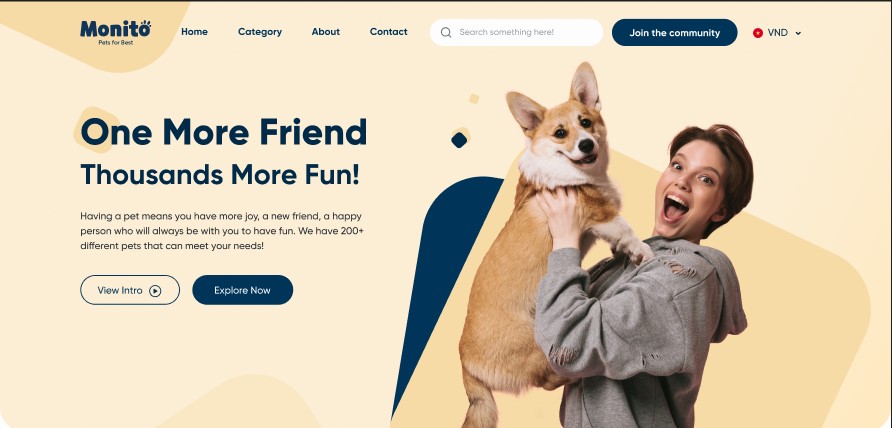 Monito
Pets for Best
Home
Category
About
Contact
Search something here!
Join the community
VND
One More Friend
Thousands More Fun!
Having a pet means you have more joy, a new friend, a happy
person who will always be with you to have fun. We have 200+
different pets that can meet your needs!
View Intro
Explore Now